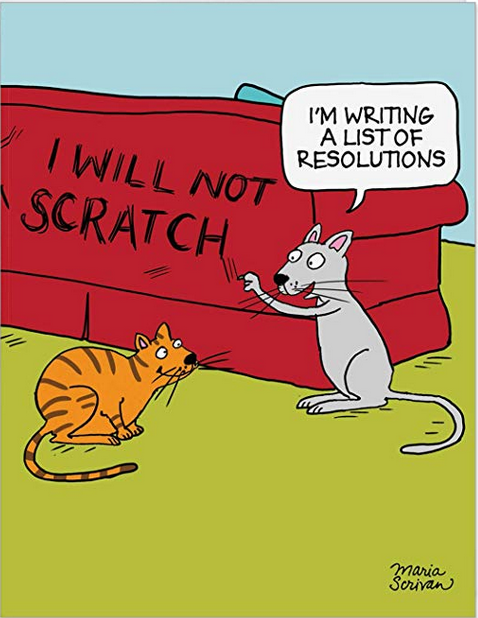 I'M WRITING
A LIST OF
RESOLUTIONS
I WILL NOT
SCRATCH
Maria
Scrivan